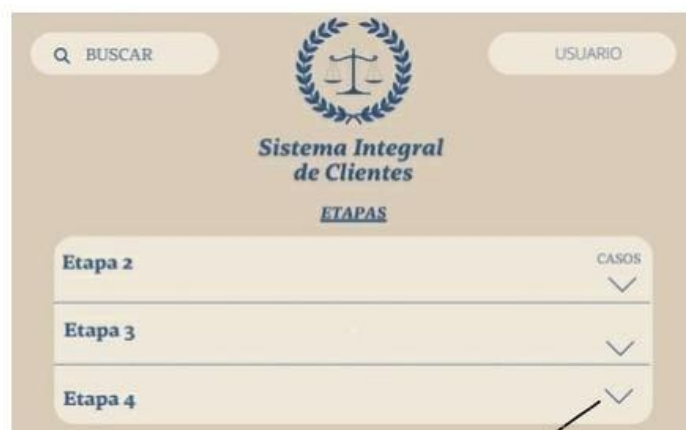 BUSCAR
USUARIO
Sistema Integral
de Clientes
ETAPAS
Etapa 2
CASOS
Etapa 3
Etapa 4